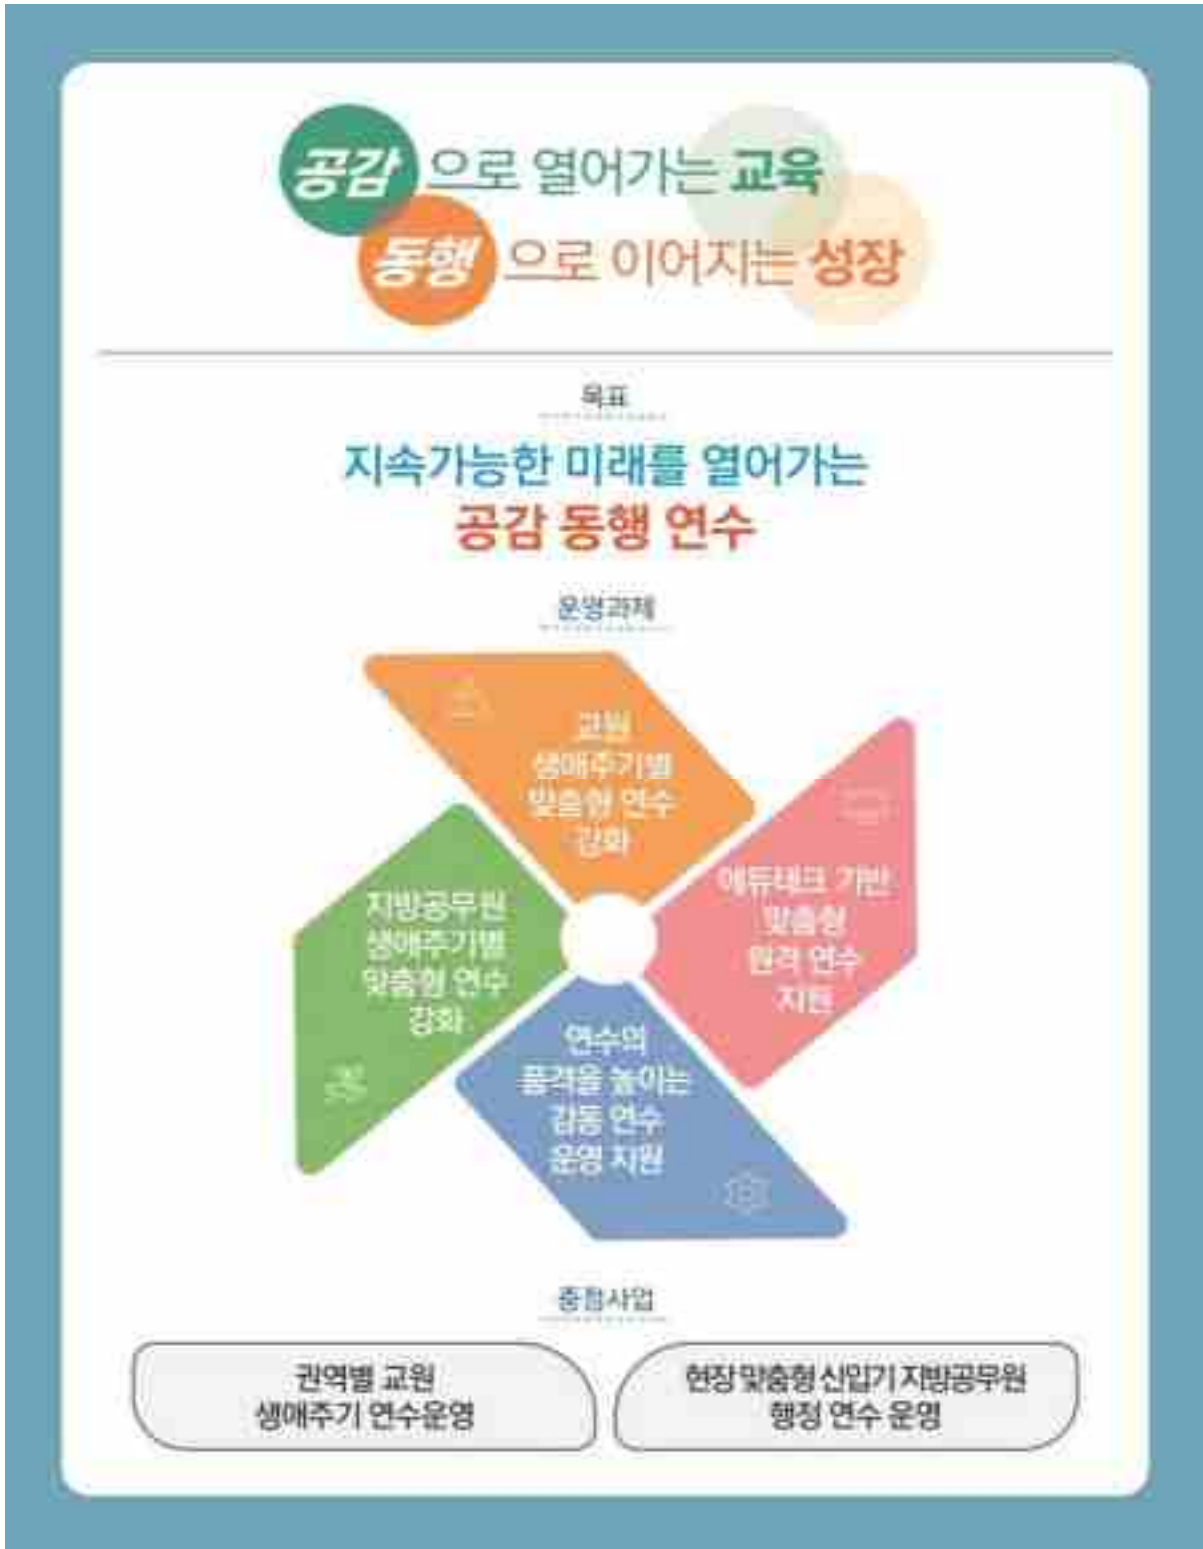 공감으로 열어가는 교육
동행으로 이어지는 성장
목표
지속가능한 미래를 열어가는
공감 동행 연수
운영과제
교원
생애주기별
맞춤형 연수
강화
에듀테크 기반
맞춤형
원격 연수
지원
지방공무원
생애주기별
맞춤형 연수
강화
연수의
품격을 높이는
감동 연수
운영 지원
중점사업
권역별 교원
생애주기 연수운영
현장 맞춤형 신입기 지방공무원
행정 연수 운영